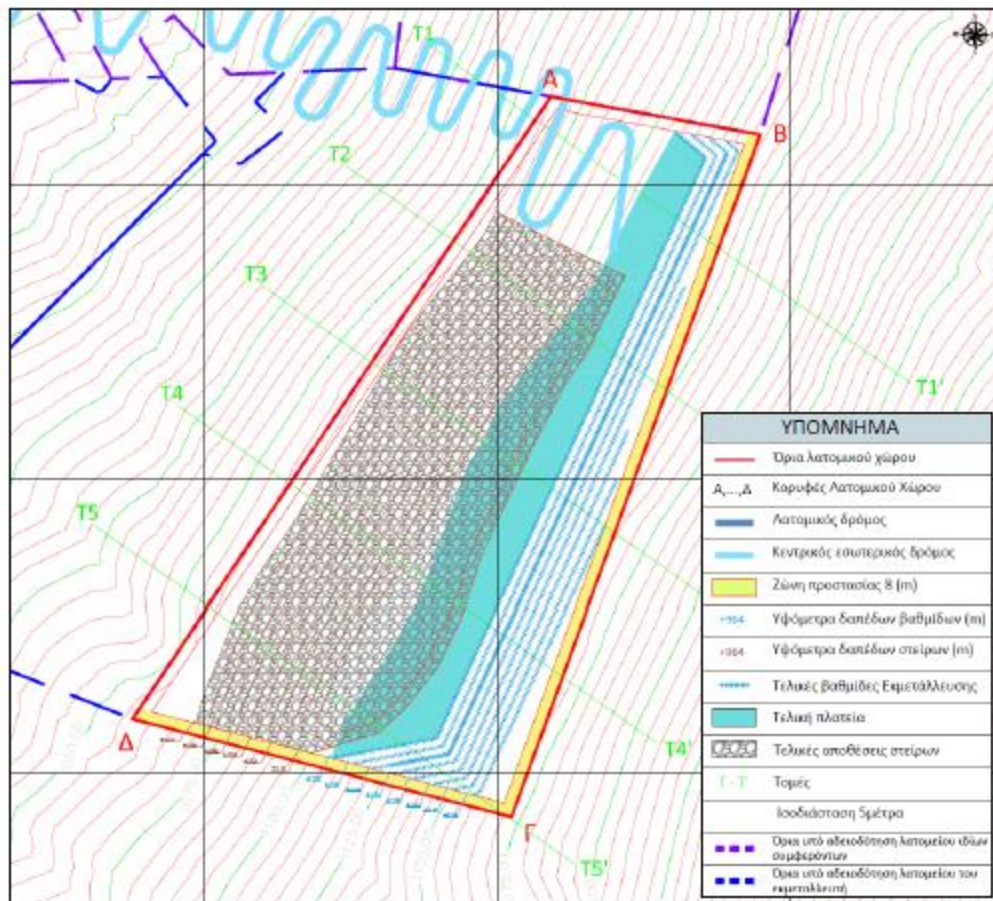 T1
A
B
T2
T3
T4
T5
T1'
T4'
T5'
Δ
Γ
ΥΠΟΜΝΗΜΑ
Όρια λατομικού χώρου
Α,...,Δ Κορυφές Λατομικού Χώρου
Λατομικός δρόμος
Κεντρικός εσωτερικός δρόμος
Ζώνη προστασίας 8 (m)
+964 Υψόμετρα δαπέδων βαθμίδων (m)
+964 Υψόμετρα δαπέδων στείρων (m)
Τελικές βαθμίδες Εκμετάλλευσης
Τελική πλατεία
Τελικές αποθέσεις στείρων
Τ - Τ Τομές
Ισοδιάσταση 5μέτρα
Όρια υπό αδειοδότηση λατομείου ιδίων
συμφερόντων
Όρια υπό αδειοδότηση λατομείου του
εκμεταλλευτή